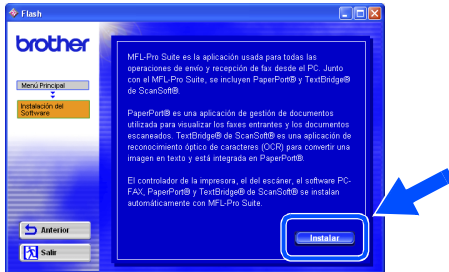 Flash
brother
Menú Principal
Instalación del
Software
MFL-Pro Suite es la aplicación usada para todas las
operaciones de envío y recepción de fax desde el PC. Junto
con el MFL-Pro Suite, se incluyen PaperPort® y TextBridge®
de ScanSoft®.
PaperPort® es una aplicación de gestión de documentos
utilizada para visualizar los faxes entrantes y los documentos
escaneados. TextBridge® de ScanSoft® es una aplicación de
reconocimiento óptico de caracteres (OCR) para convertir una
imagen en texto y está integrada en PaperPort®.
El controlador de la impresora, el del escáner, el software PC-
FAX, PaperPort® y TextBridge® de ScanSoft® se instalan
automáticamente con MFL-Pro Suite.
Anterior
Salir
Instalar